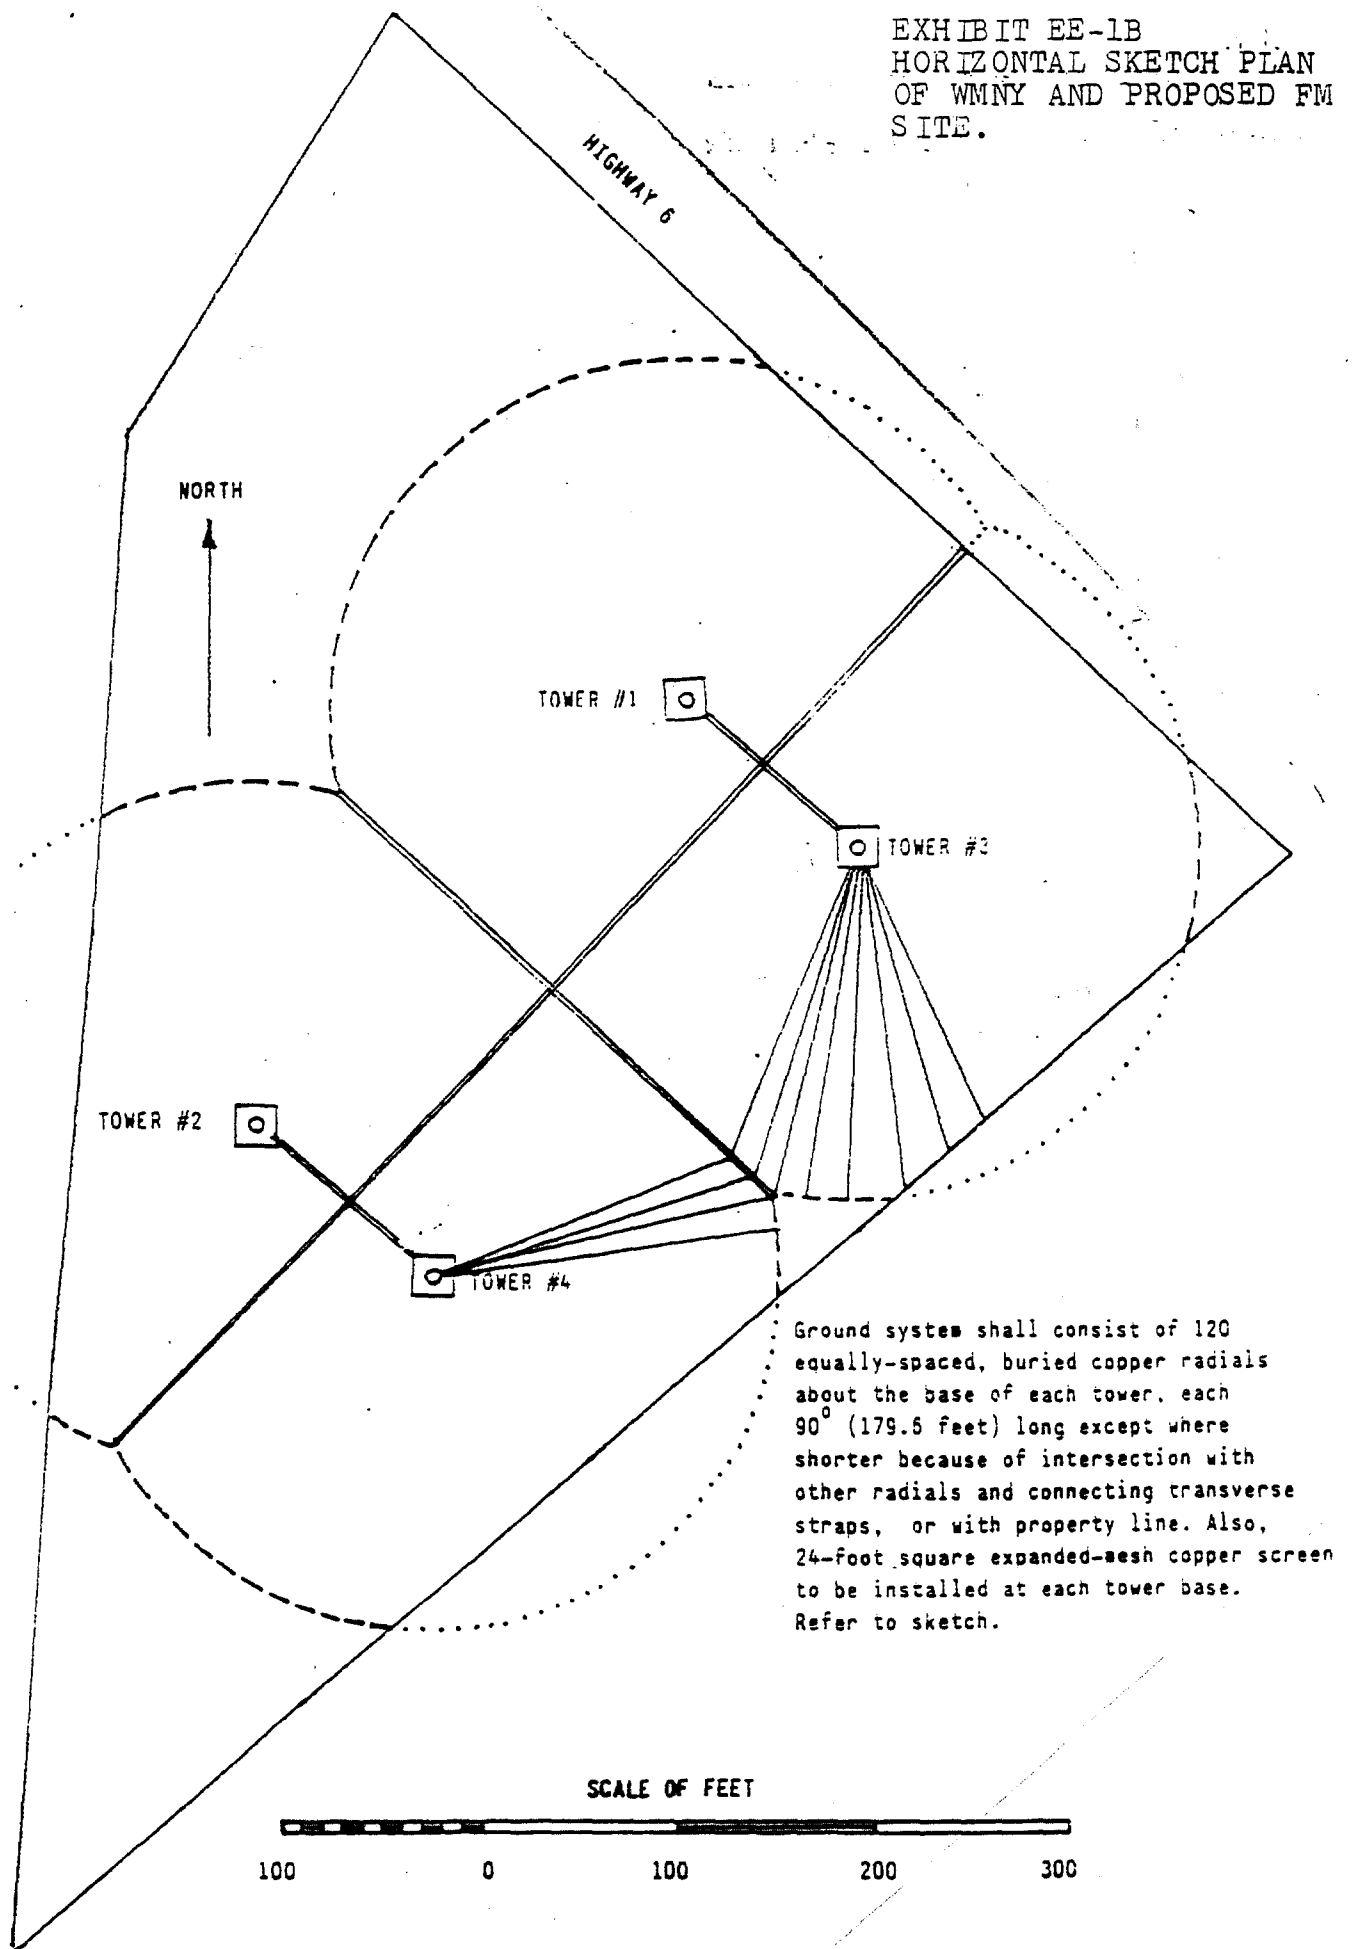 EXHIBIT EE-1B
HORIZONTAL SKETCH PLAN
OF WMNY AND PROPOSED FM
SITE.
HIGHWAY 6
NORTH
TOWER #1
TOWER #3
TOWER #2
TOWER #4
Ground system shall consist of 120
equally-spaced, buried copper radials
about the base of each tower, each
90° (179.5 feet) long except where
shorter because of intersection with
other radials and connecting transverse
straps, or with property line. Also,
24-foot square expanded-mesh copper screen
to be installed at each tower base.
Refer to sketch.
SCALE OF FEET
100 0 100 200 300